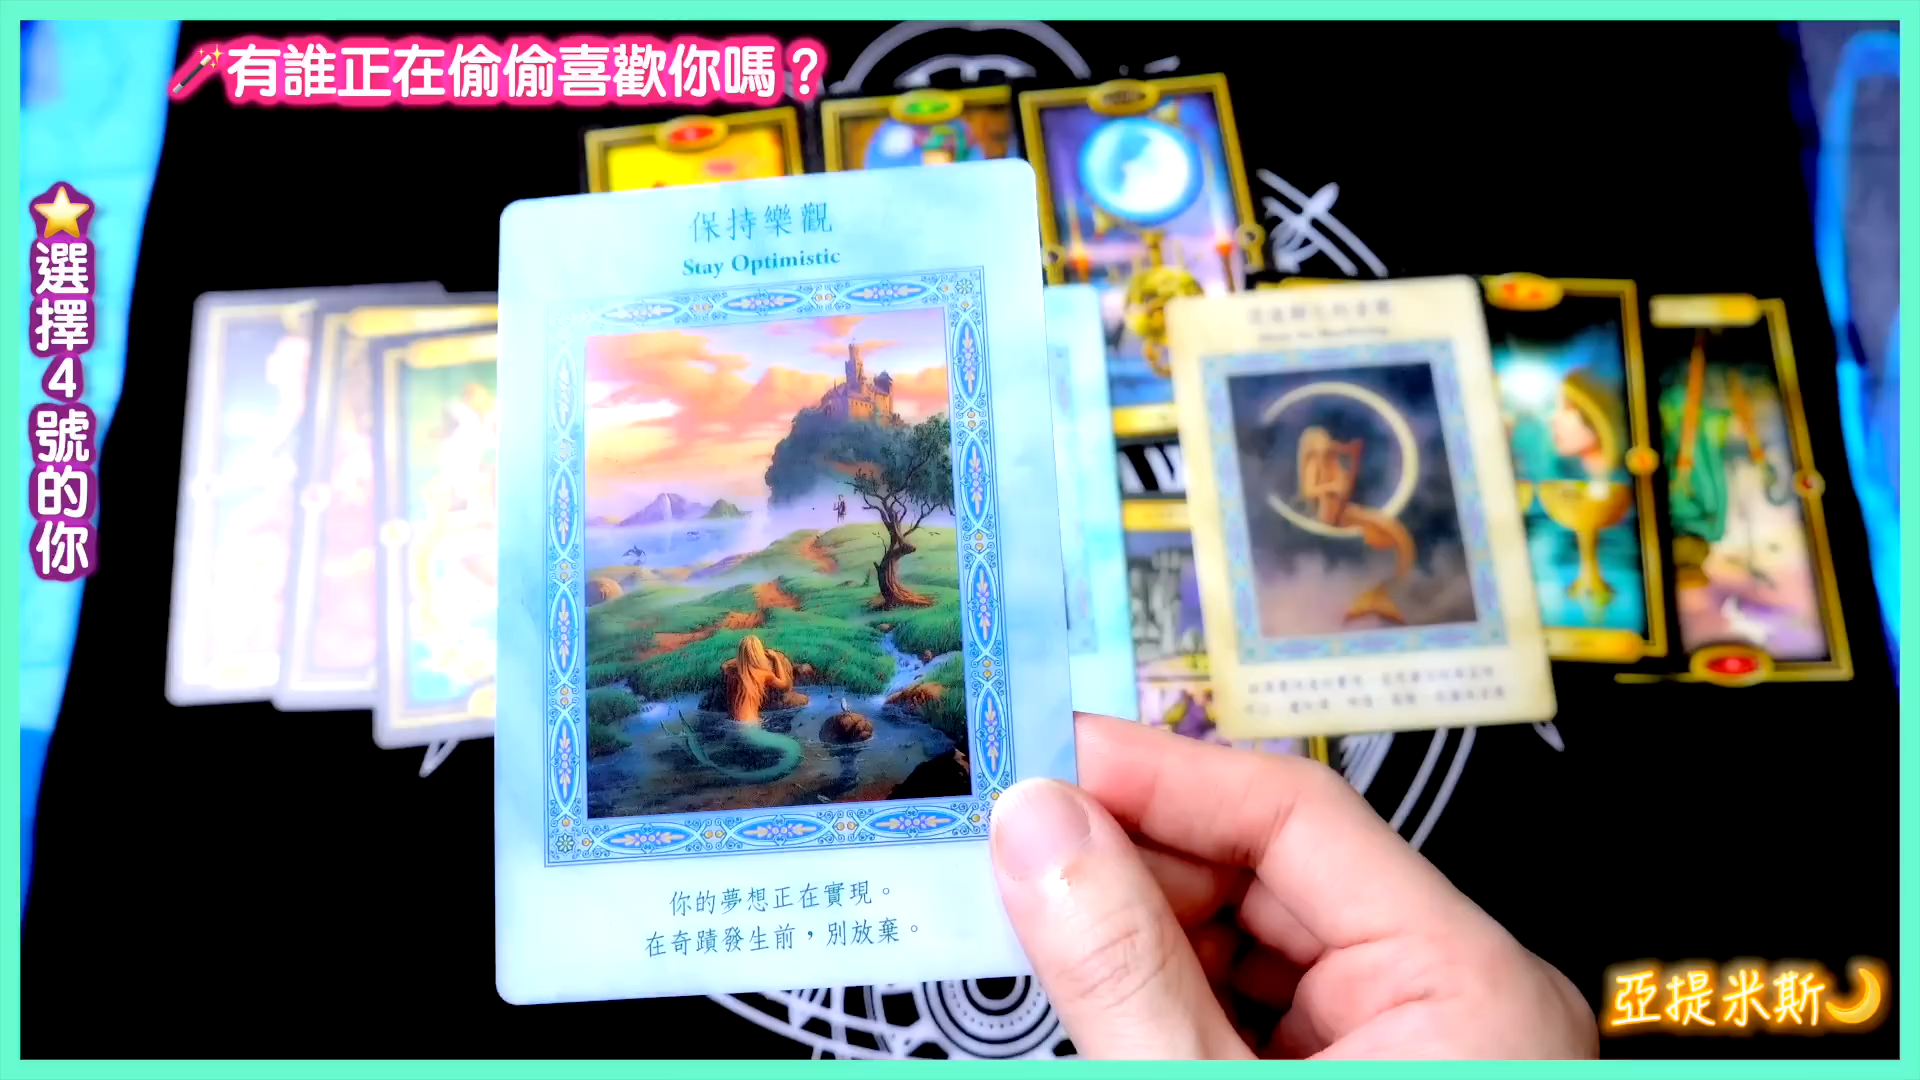 有誰正在偷偷喜歡你嗎？
選擇4號的你
保持樂觀
Stay Optimistic
你的夢想正在實現。
在奇蹟發生前，別放棄。
亞提米斯